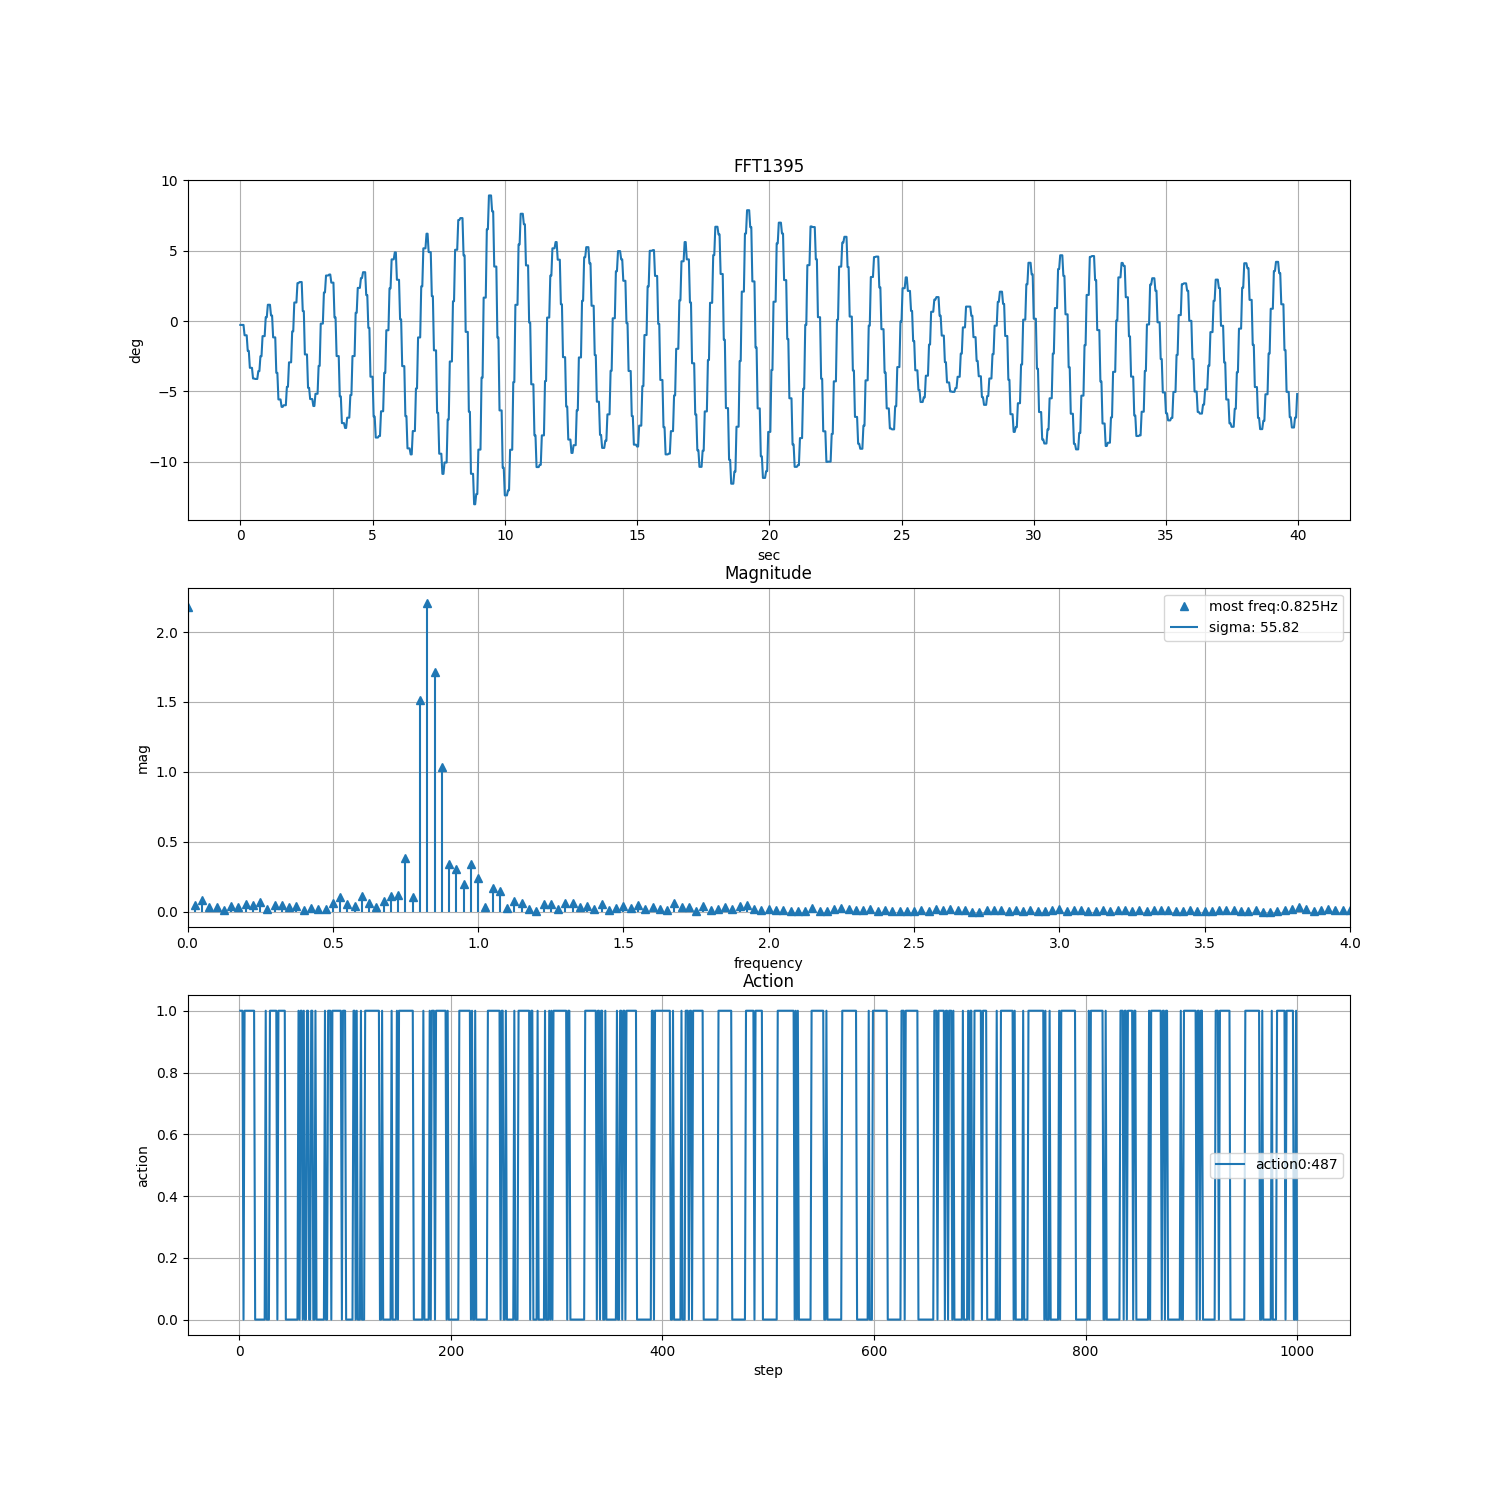 FFT1395
10
5
0
−5
−10
deg
0 5 10 15 20 25 30 35 40
sec
Magnitude
most freq:0.825Hz
sigma: 55.82
2.0
1.5
1.0
0.5
0.0
mag
0.0 0.5 1.0 1.5 2.0 2.5 3.0 3.5 4.0
frequency
Action
1.0
0.8
0.6
0.4
0.2
0.0
action
action0:487
0 200 400 600 800 1000
step